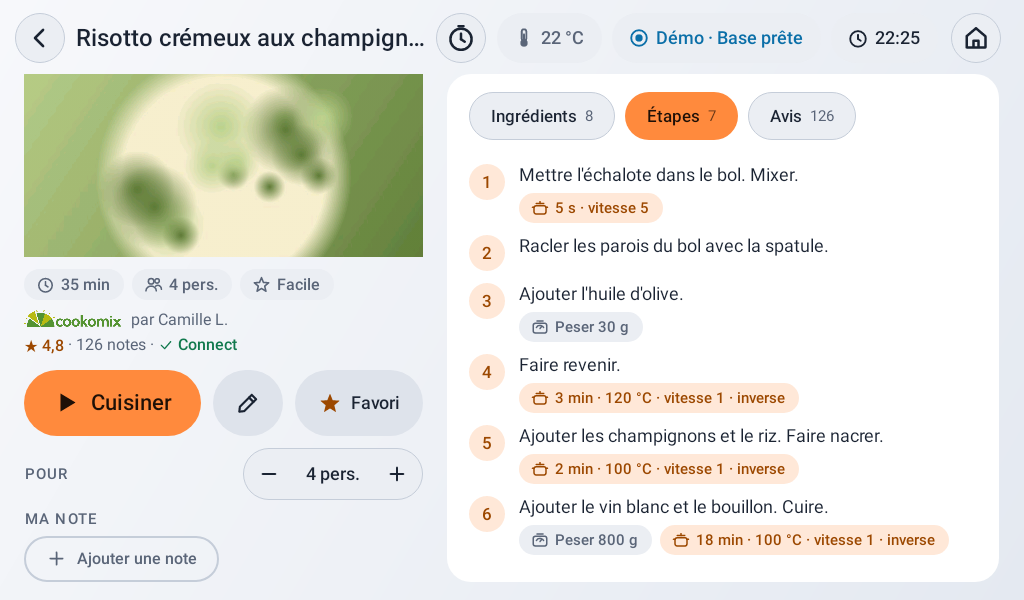 Risotto crémeux aux champign...
22 °C
Démo · Base prête
22:25
35 min
4 pers.
Facile
cookomix par Camille L.
4,8 · 126 notes · Connect
Cuisiner
Favori
POUR
4 pers.
MA NOTE
Ajouter une note
Ingrédients 8
Étapes 7
Avis 126
1 Mettre l'échalote dans le bol. Mixer.
5 s · vitesse 5
2 Racler les parois du bol avec la spatule.
3 Ajouter l'huile d'olive.
Peser 30 g
4 Faire revenir.
3 min · 120 °C · vitesse 1 · inverse
5 Ajouter les champignons et le riz. Faire nacrer.
2 min · 100 °C · vitesse 1 · inverse
6 Ajouter le vin blanc et le bouillon. Cuire.
Peser 800 g
18 min · 100 °C · vitesse 1 · inverse